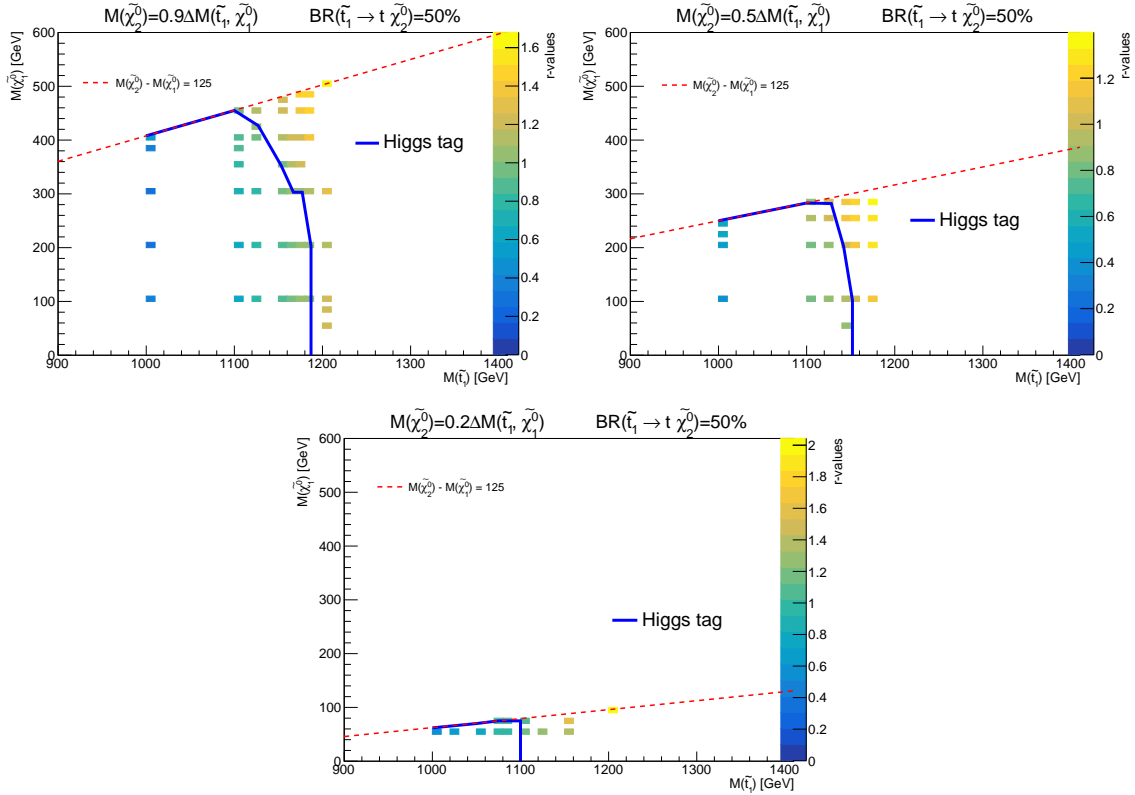 M(χ̃₂⁰)=0.9ΔM(t̃₁, χ̃₁⁰) BR(t̃₁ → t χ̃₂⁰)=50%
M(χ̃₁⁰) [GeV]
600
500
400
300
200
100
0
M(χ̃₂⁰) - M(χ̃₁⁰) = 125
Higgs tag
900 1000 1100 1200 1300 1400
M(t̃₁) [GeV]
r-values
1.6
1.4
1.2
1
0.8
0.6
0.4
0.2
0
M(χ̃₂⁰)=0.5ΔM(t̃₁, χ̃₁⁰) BR(t̃₁ → t χ̃₂⁰)=50%
M(χ̃₁⁰) [GeV]
600
500
400
300
200
100
0
M(χ̃₂⁰) - M(χ̃₁⁰) = 125
Higgs tag
900 1000 1100 1200 1300 1400
M(t̃₁) [GeV]
r-values
1.2
1
0.8
0.6
0.4
0.2
0
M(χ̃₂⁰)=0.2ΔM(t̃₁, χ̃₁⁰) BR(t̃₁ → t χ̃₂⁰)=50%
M(χ̃₁⁰) [GeV]
600
500
400
300
200
100
0
M(χ̃₂⁰) - M(χ̃₁⁰) = 125
Higgs tag
900 1000 1100 1200 1300 1400
M(t̃₁) [GeV]
r-values
2
1.8
1.6
1.4
1.2
1
0.8
0.6
0.4
0.2
0